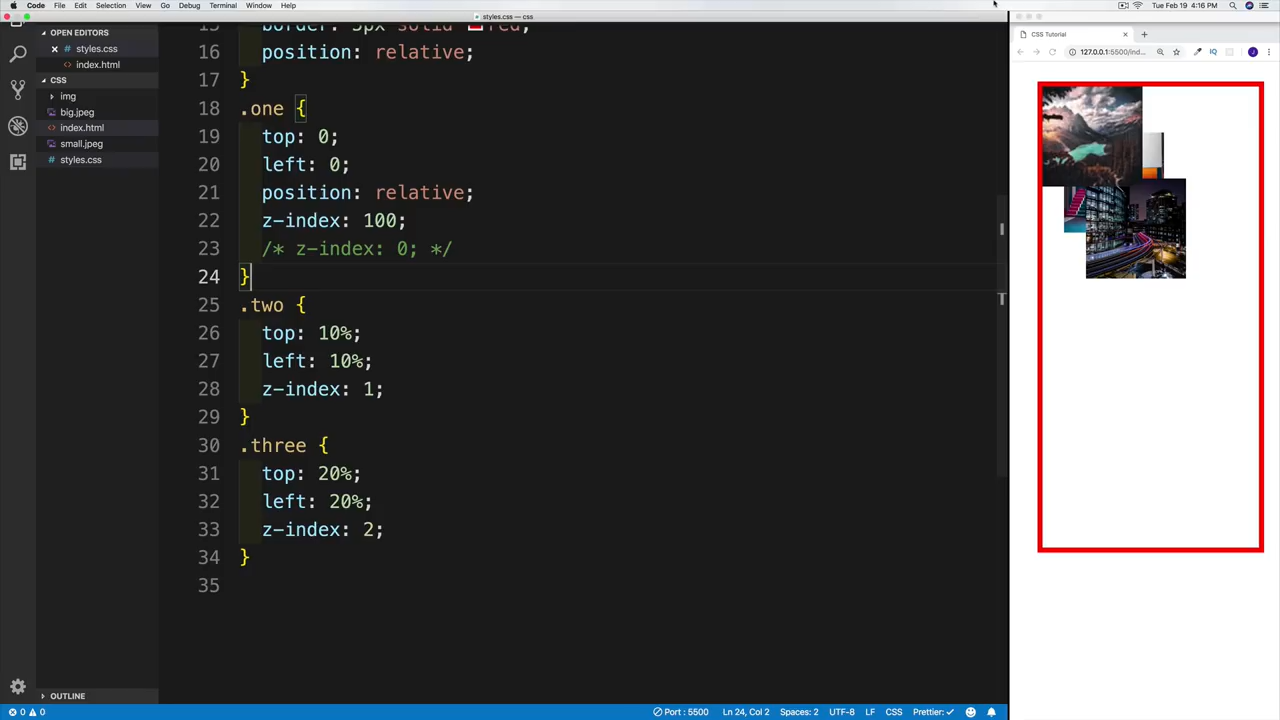 Code File Edit Selection View Go Debug Terminal Window Help
Tue Feb 19 4:16 PM
styles.css — css
OPEN EDITORS
styles.css
index.html
CSS
img
big.jpeg
index.html
small.jpeg
styles.css
OUTLINE
15 border: 5px solid red;
16 position: relative;
17 }
18 .one {
19 top: 0;
20 left: 0;
21 position: relative;
22 z-index: 100;
23 /* z-index: 0; */
24 }
25 .two {
26 top: 10%;
27 left: 10%;
28 z-index: 1;
29 }
30 .three {
31 top: 20%;
32 left: 20%;
33 z-index: 2;
34 }
35
CSS Tutorial
127.0.0.1:5500/ind...
IQ
J
0 0
Port : 5500 Ln 24, Col 2 Spaces: 2 UTF-8 LF CSS Prettier: ✓